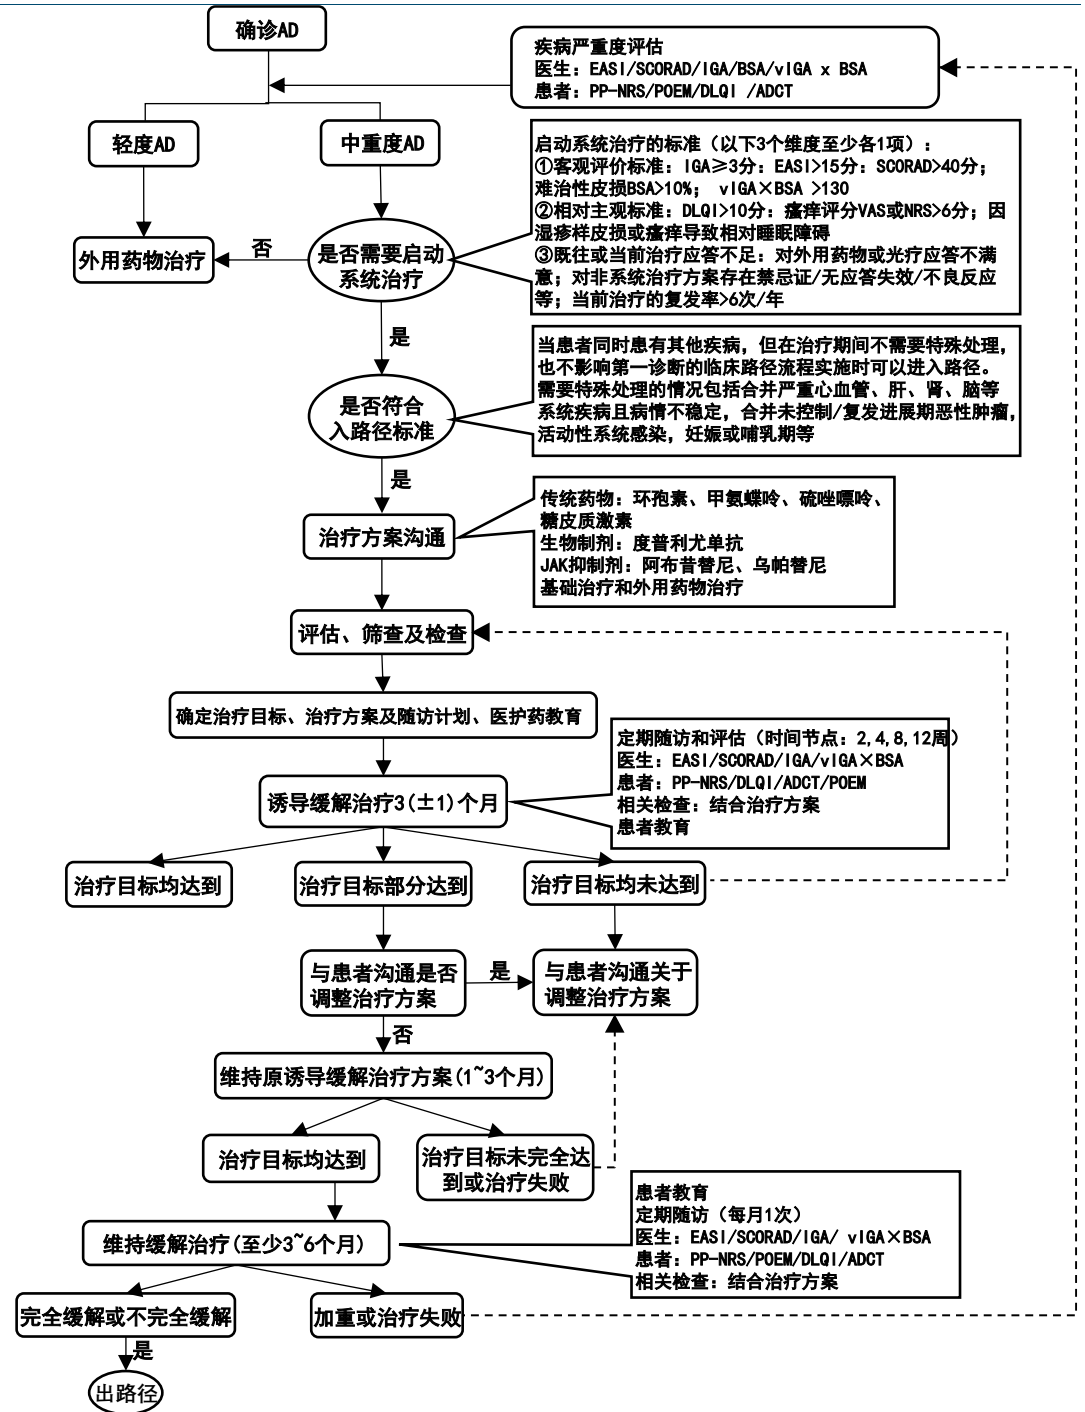 确诊AD
疾病严重度评估
医生：EASI/SCORAD/IGA/BSA/vIGA x BSA
患者：PP-NRS/POEM/DLQI /ADCT
轻度AD
中重度AD
启动系统治疗的标准（以下3个维度至少各1项）:
①客观评价标准：IGA≥3分：EASI>15分：SCORAD>40分；
难治性皮损BSA>10%； vIGA×BSA >130
②相对主观标准：DLQI>10分：瘙痒评分VAS或NRS>6分；因
湿疹样皮损或瘙痒导致相对睡眠障碍
③既往或当前治疗应答不足：对外用药物或光疗应答不满
意；对非系统治疗方案存在禁忌证/无应答失效/不良反应
等；当前治疗的复发率>6次/年
外用药物治疗
否
是否需要启动
系统治疗
是
当患者同时患有其他疾病，但在治疗期间不需要特殊处理，
也不影响第一诊断的临床路径流程实施时可以进入路径。
需要特殊处理的情况包括合并严重心血管、肝、肾、脑等
系统疾病且病情不稳定，合并未控制/复发进展期恶性肿瘤，
活动性系统感染，妊娠或哺乳期等
是否符合
入路径标准
是
传统药物：环孢素、甲氨蝶呤、硫唑嘌呤、
糖皮质激素
生物制剂：度普利尤单抗
JAK抑制剂：阿布昔替尼、乌帕替尼
基础治疗和外用药物治疗
治疗方案沟通
评估、筛查及检查
确定治疗目标、治疗方案及随访计划、医护药教育
定期随访和评估（时间节点：2,4,8,12周）
医生：EASI/SCORAD/IGA/vIGA×BSA
患者：PP-NRS/DLQI/ADCT/POEM
相关检查：结合治疗方案
患者教育
诱导缓解治疗3(±1)个月
治疗目标均达到
治疗目标部分达到
治疗目标均未达到
与患者沟通是否
调整治疗方案
是
与患者沟通关于
调整治疗方案
否
维持原诱导缓解治疗方案(1~3个月)
治疗目标均达到
治疗目标未完全达
到或治疗失败
患者教育
定期随访（每月1次）
医生：EASI/SCORAD/IGA/ vIGA×BSA
患者：PP-NRS/POEM/DLQI/ADCT
相关检查：结合治疗方案
维持缓解治疗(至少3~6个月)
完全缓解或不完全缓解
加重或治疗失败
是
出路径